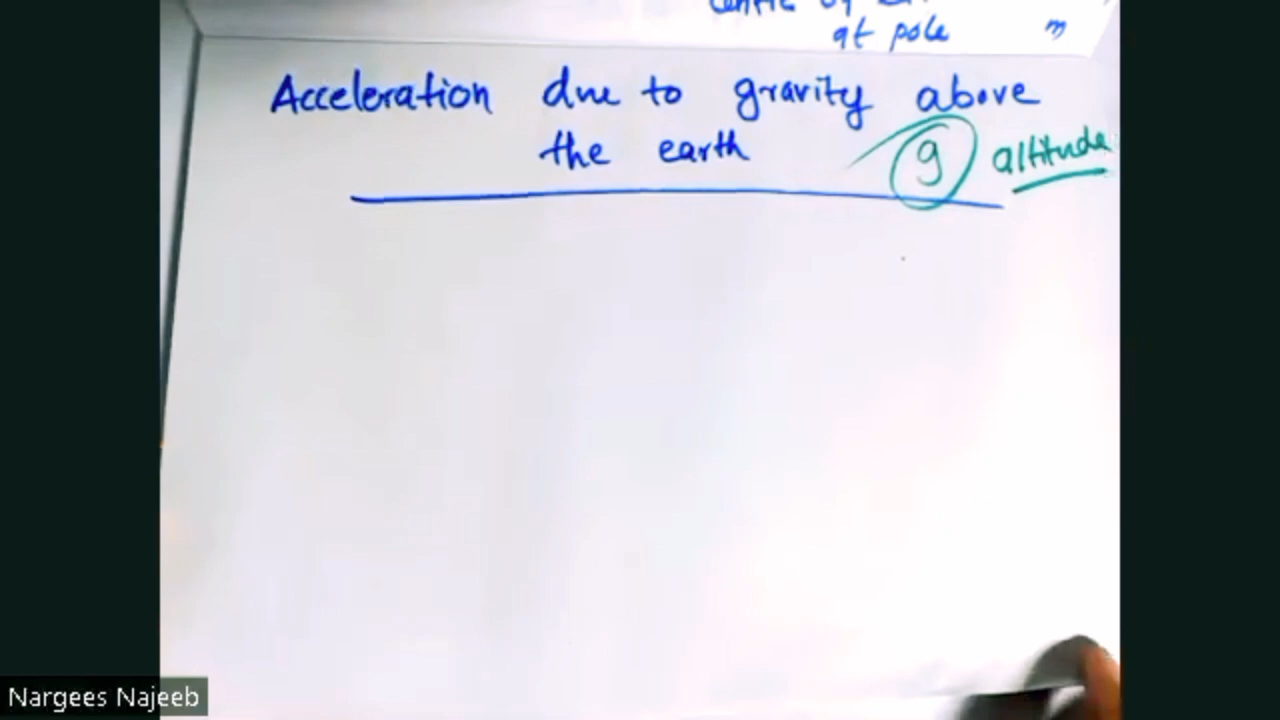 at pole m
Acceleration due to gravity above
the earth g altitude
Nargees Najeeb